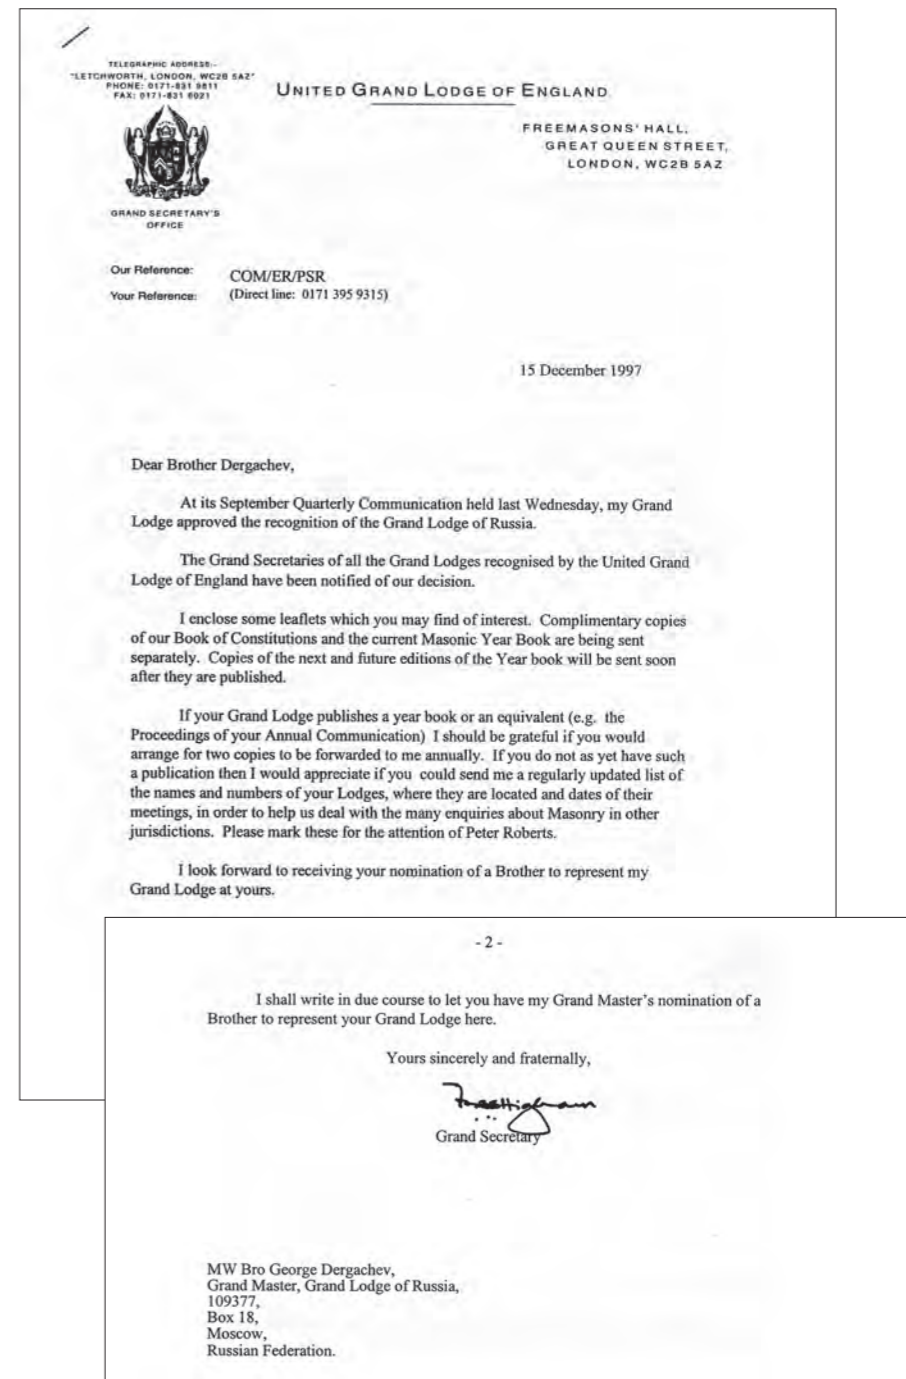 TELEGRAPHIC ADDRESS:-
"LETCHWORTH, LONDON, WC2B 5AZ"
PHONE: 0171-831 9811
FAX: 0171-831 6021
UNITED GRAND LODGE OF ENGLAND
FREEMASONS' HALL,
GREAT QUEEN STREET,
LONDON, WC2B 5AZ
GRAND SECRETARY'S
OFFICE
Our Reference: COM/ER/PSR
Your Reference: (Direct line: 0171 395 9315)
15 December 1997
Dear Brother Dergachev,
At its September Quarterly Communication held last Wednesday, my Grand
Lodge approved the recognition of the Grand Lodge of Russia.
The Grand Secretaries of all the Grand Lodges recognised by the United Grand
Lodge of England have been notified of our decision.
I enclose some leaflets which you may find of interest. Complimentary copies
of our Book of Constitutions and the current Masonic Year Book are being sent
separately. Copies of the next and future editions of the Year book will be sent soon
after they are published.
If your Grand Lodge publishes a year book or an equivalent (e.g. the
Proceedings of your Annual Communication) I should be grateful if you would
arrange for two copies to be forwarded to me annually. If you do not as yet have such
a publication then I would appreciate if you could send me a regularly updated list of
the names and numbers of your Lodges, where they are located and dates of their
meetings, in order to help us deal with the many enquiries about Masonry in other
jurisdictions. Please mark these for the attention of Peter Roberts.
I look forward to receiving your nomination of a Brother to represent my
Grand Lodge at yours.
- 2 -
I shall write in due course to let you have my Grand Master's nomination of a
Brother to represent your Grand Lodge here.
Yours sincerely and fraternally,
Grand Secretary
MW Bro George Dergachev,
Grand Master, Grand Lodge of Russia,
109377,
Box 18,
Moscow,
Russian Federation.